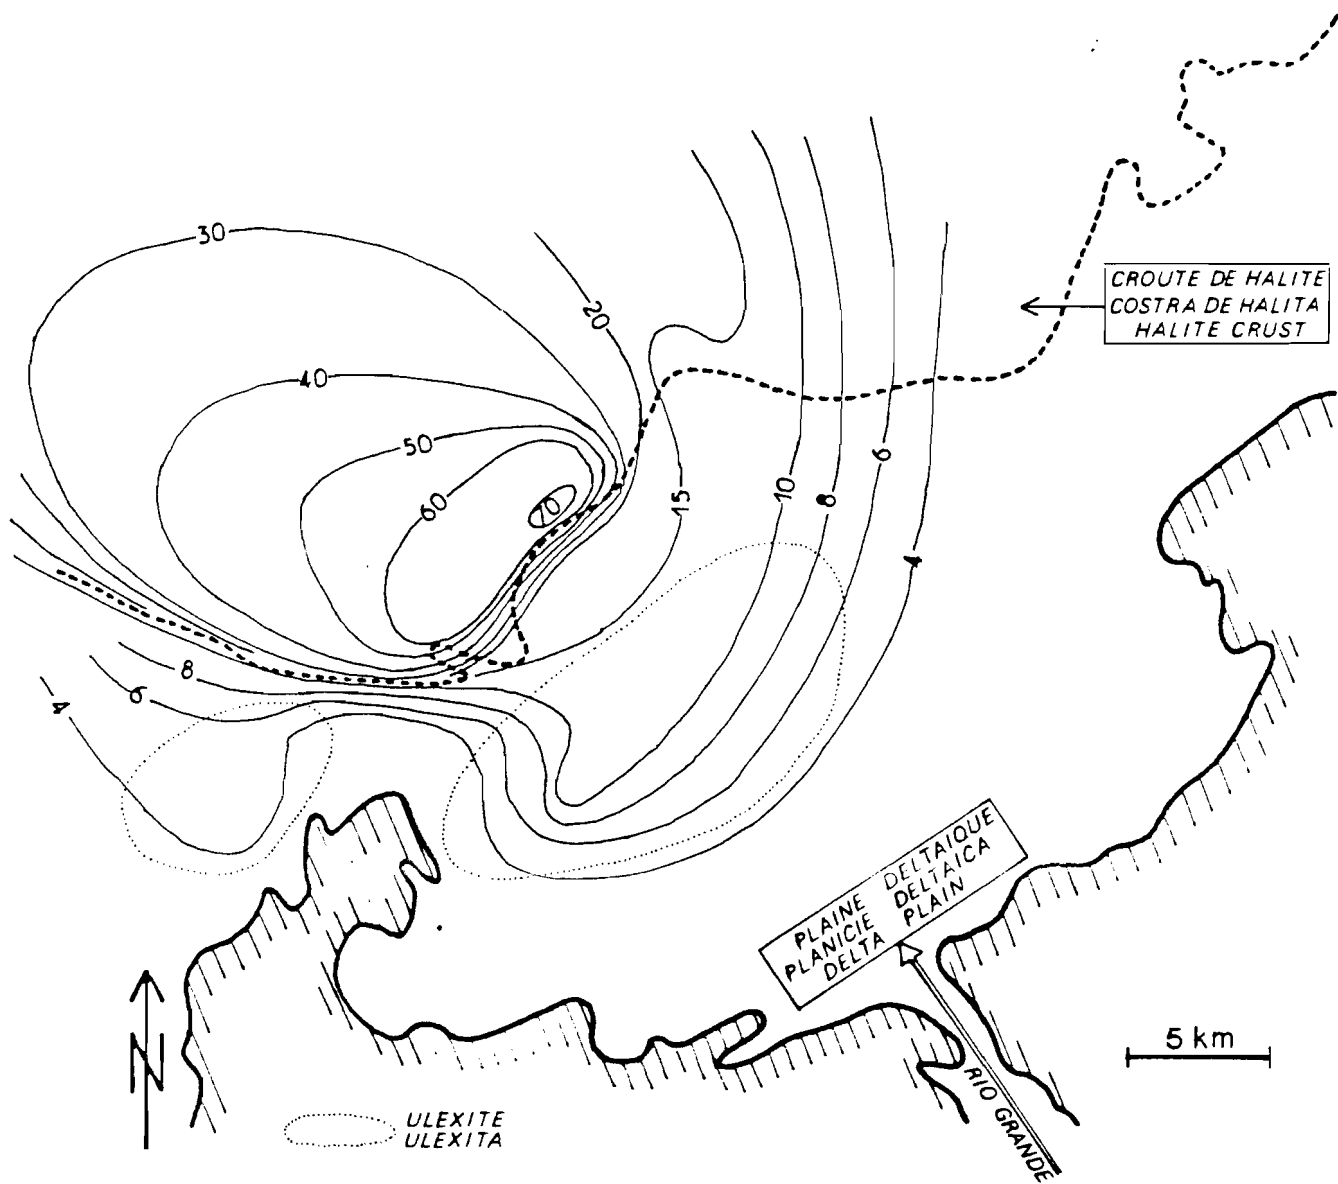 30
20
40
50
60
70
15
10
8
6
4
8
6
4
CROUTE DE HALITE
COSTRA DE HALITA
HALITE CRUST
PLAINE DELTAIQUE
PLANICIE DELTAICA
DELTA PLAIN
RIO GRANDE
5 km
N
ULEXITE
ULEXITA